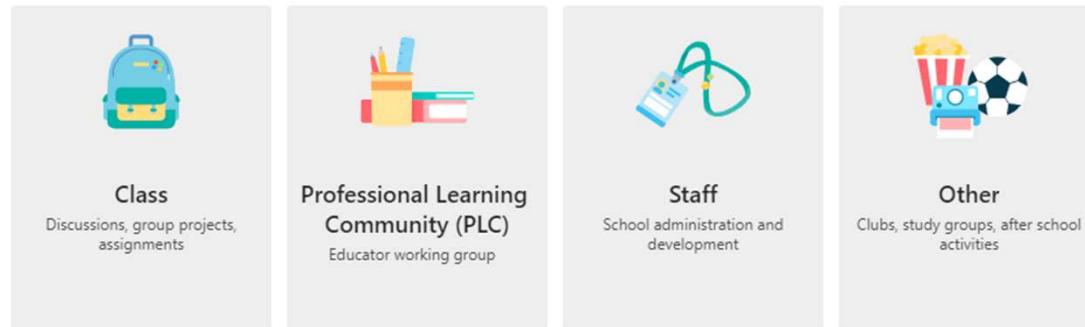 Class
Discussions, group projects,
assignments
Professional Learning
Community (PLC)
Educator working group
Staff
School administration and
development
Other
Clubs, study groups, after school
activities